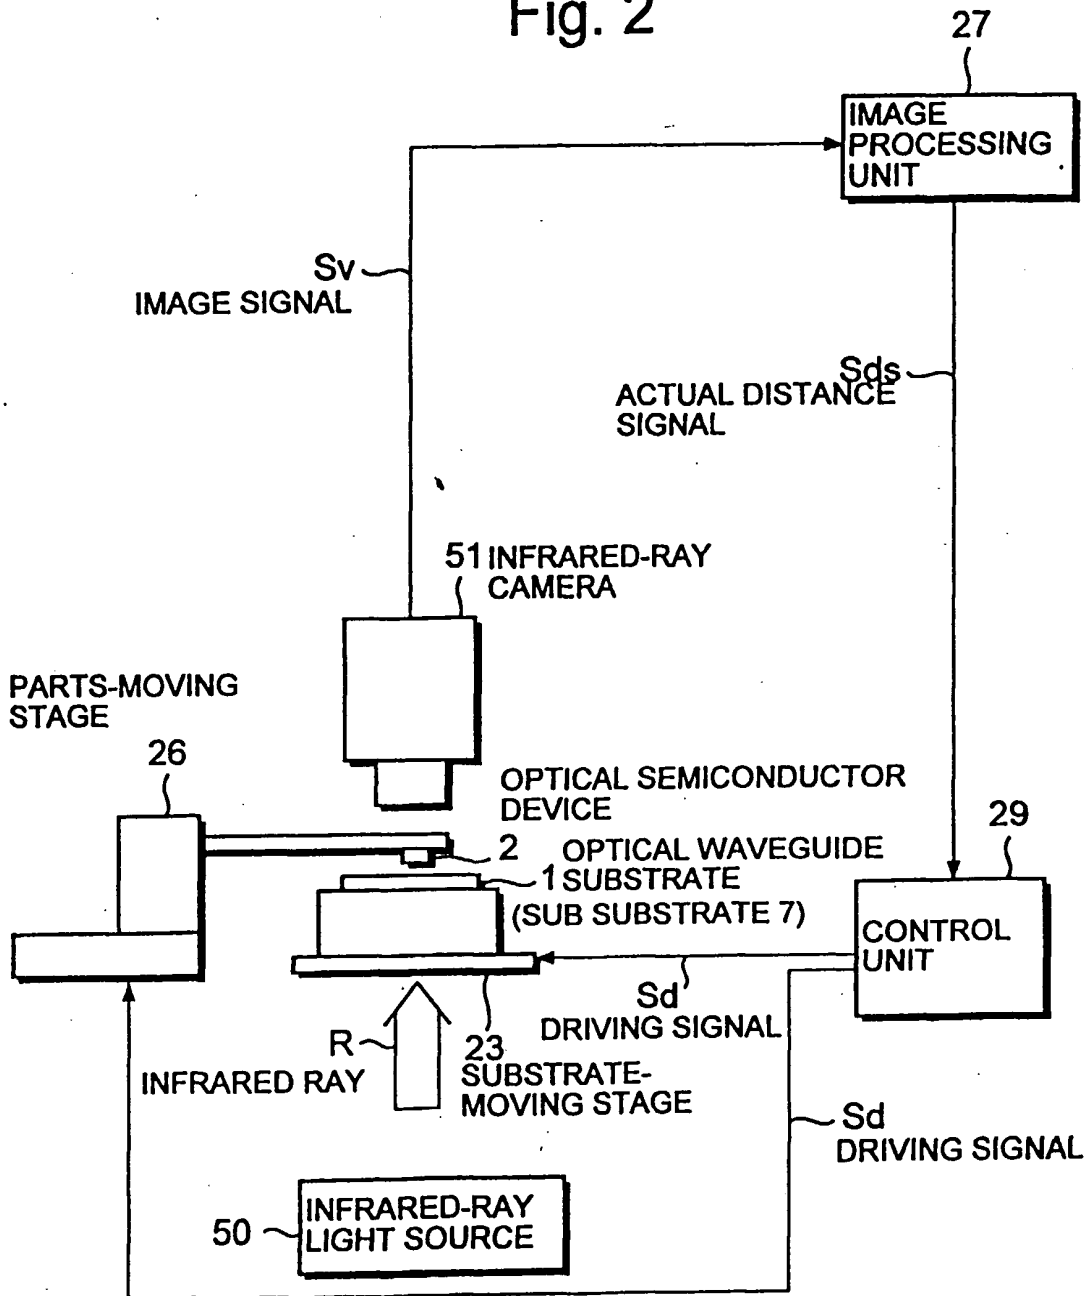 Fig. 2
27
IMAGE
PROCESSING
UNIT
Sv
IMAGE SIGNAL
Sds
ACTUAL DISTANCE
SIGNAL
51 INFRARED-RAY
CAMERA
PARTS-MOVING
STAGE
26
OPTICAL SEMICONDUCTOR
DEVICE
2
OPTICAL WAVEGUIDE
1 SUBSTRATE
(SUB SUBSTRATE 7)
29
CONTROL
UNIT
Sd
DRIVING SIGNAL
R
INFRARED RAY
23
SUBSTRATE-
MOVING STAGE
Sd
DRIVING SIGNAL
50
INFRARED-RAY
LIGHT SOURCE